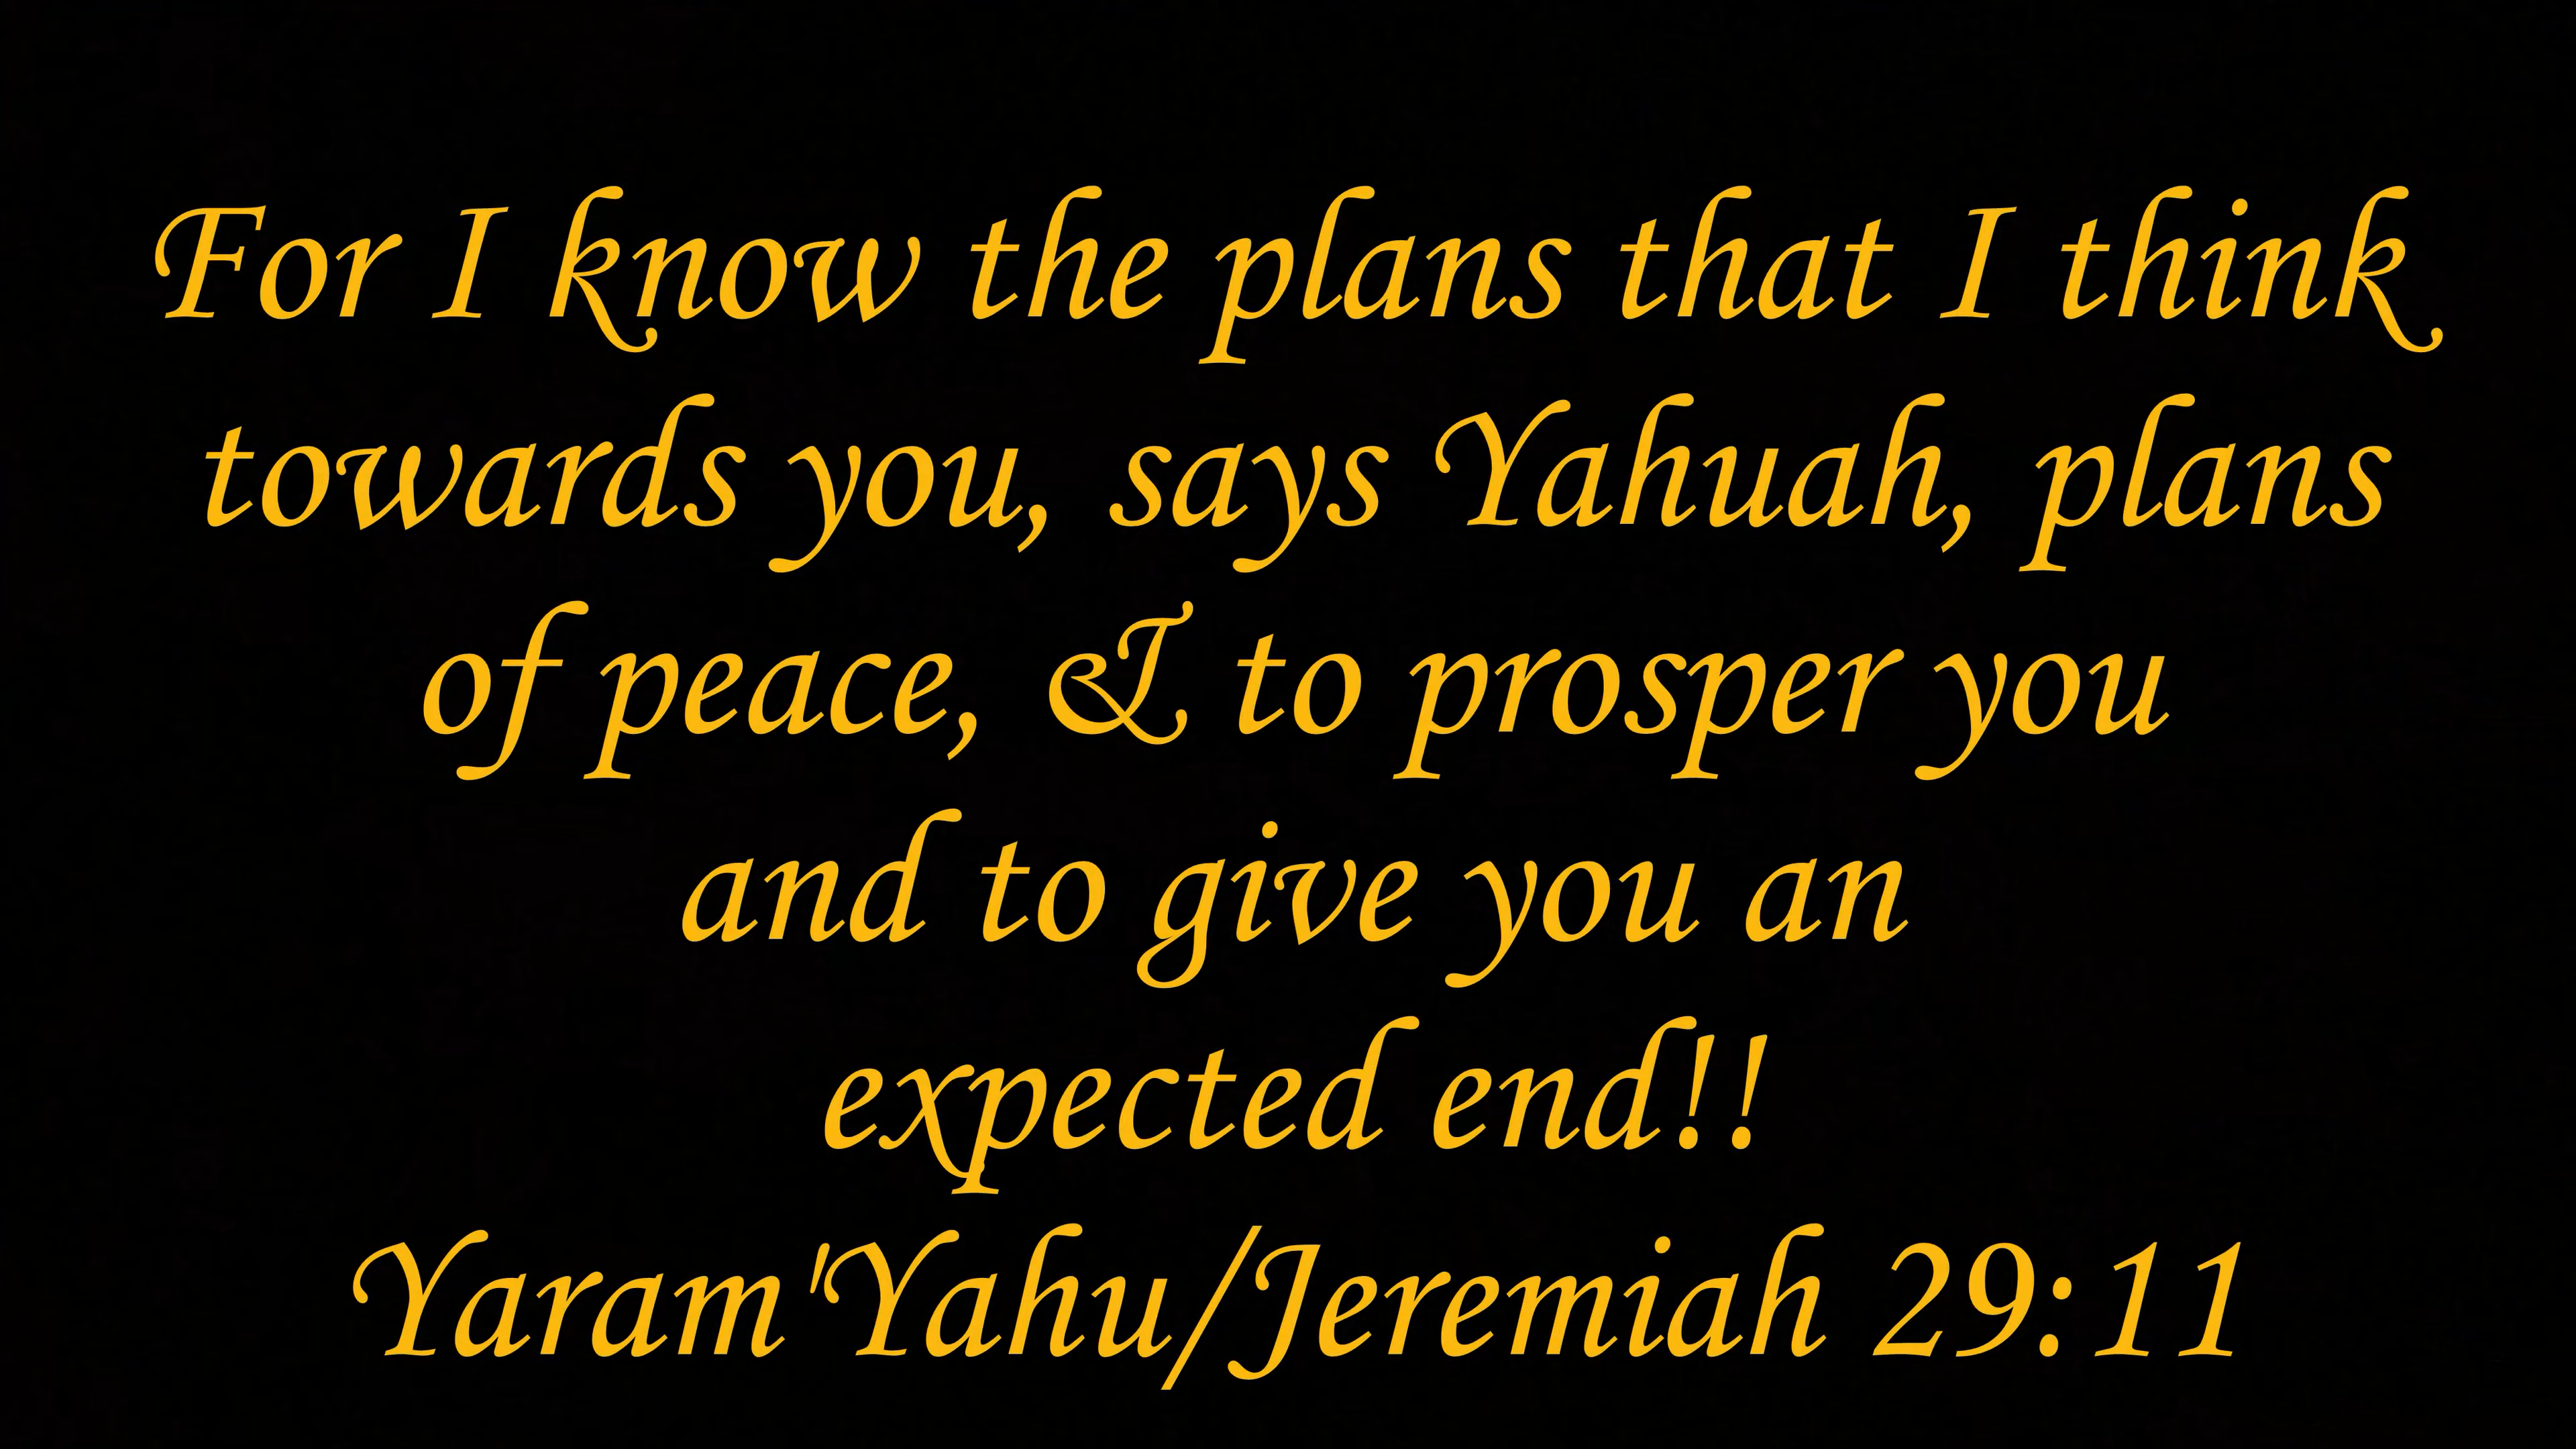 For I know the plans that I think
towards you, says Yahuah, plans
of peace, & to prosper you
and to give you an
expected end!!
Yaram'Yahu/Jeremiah 29:11